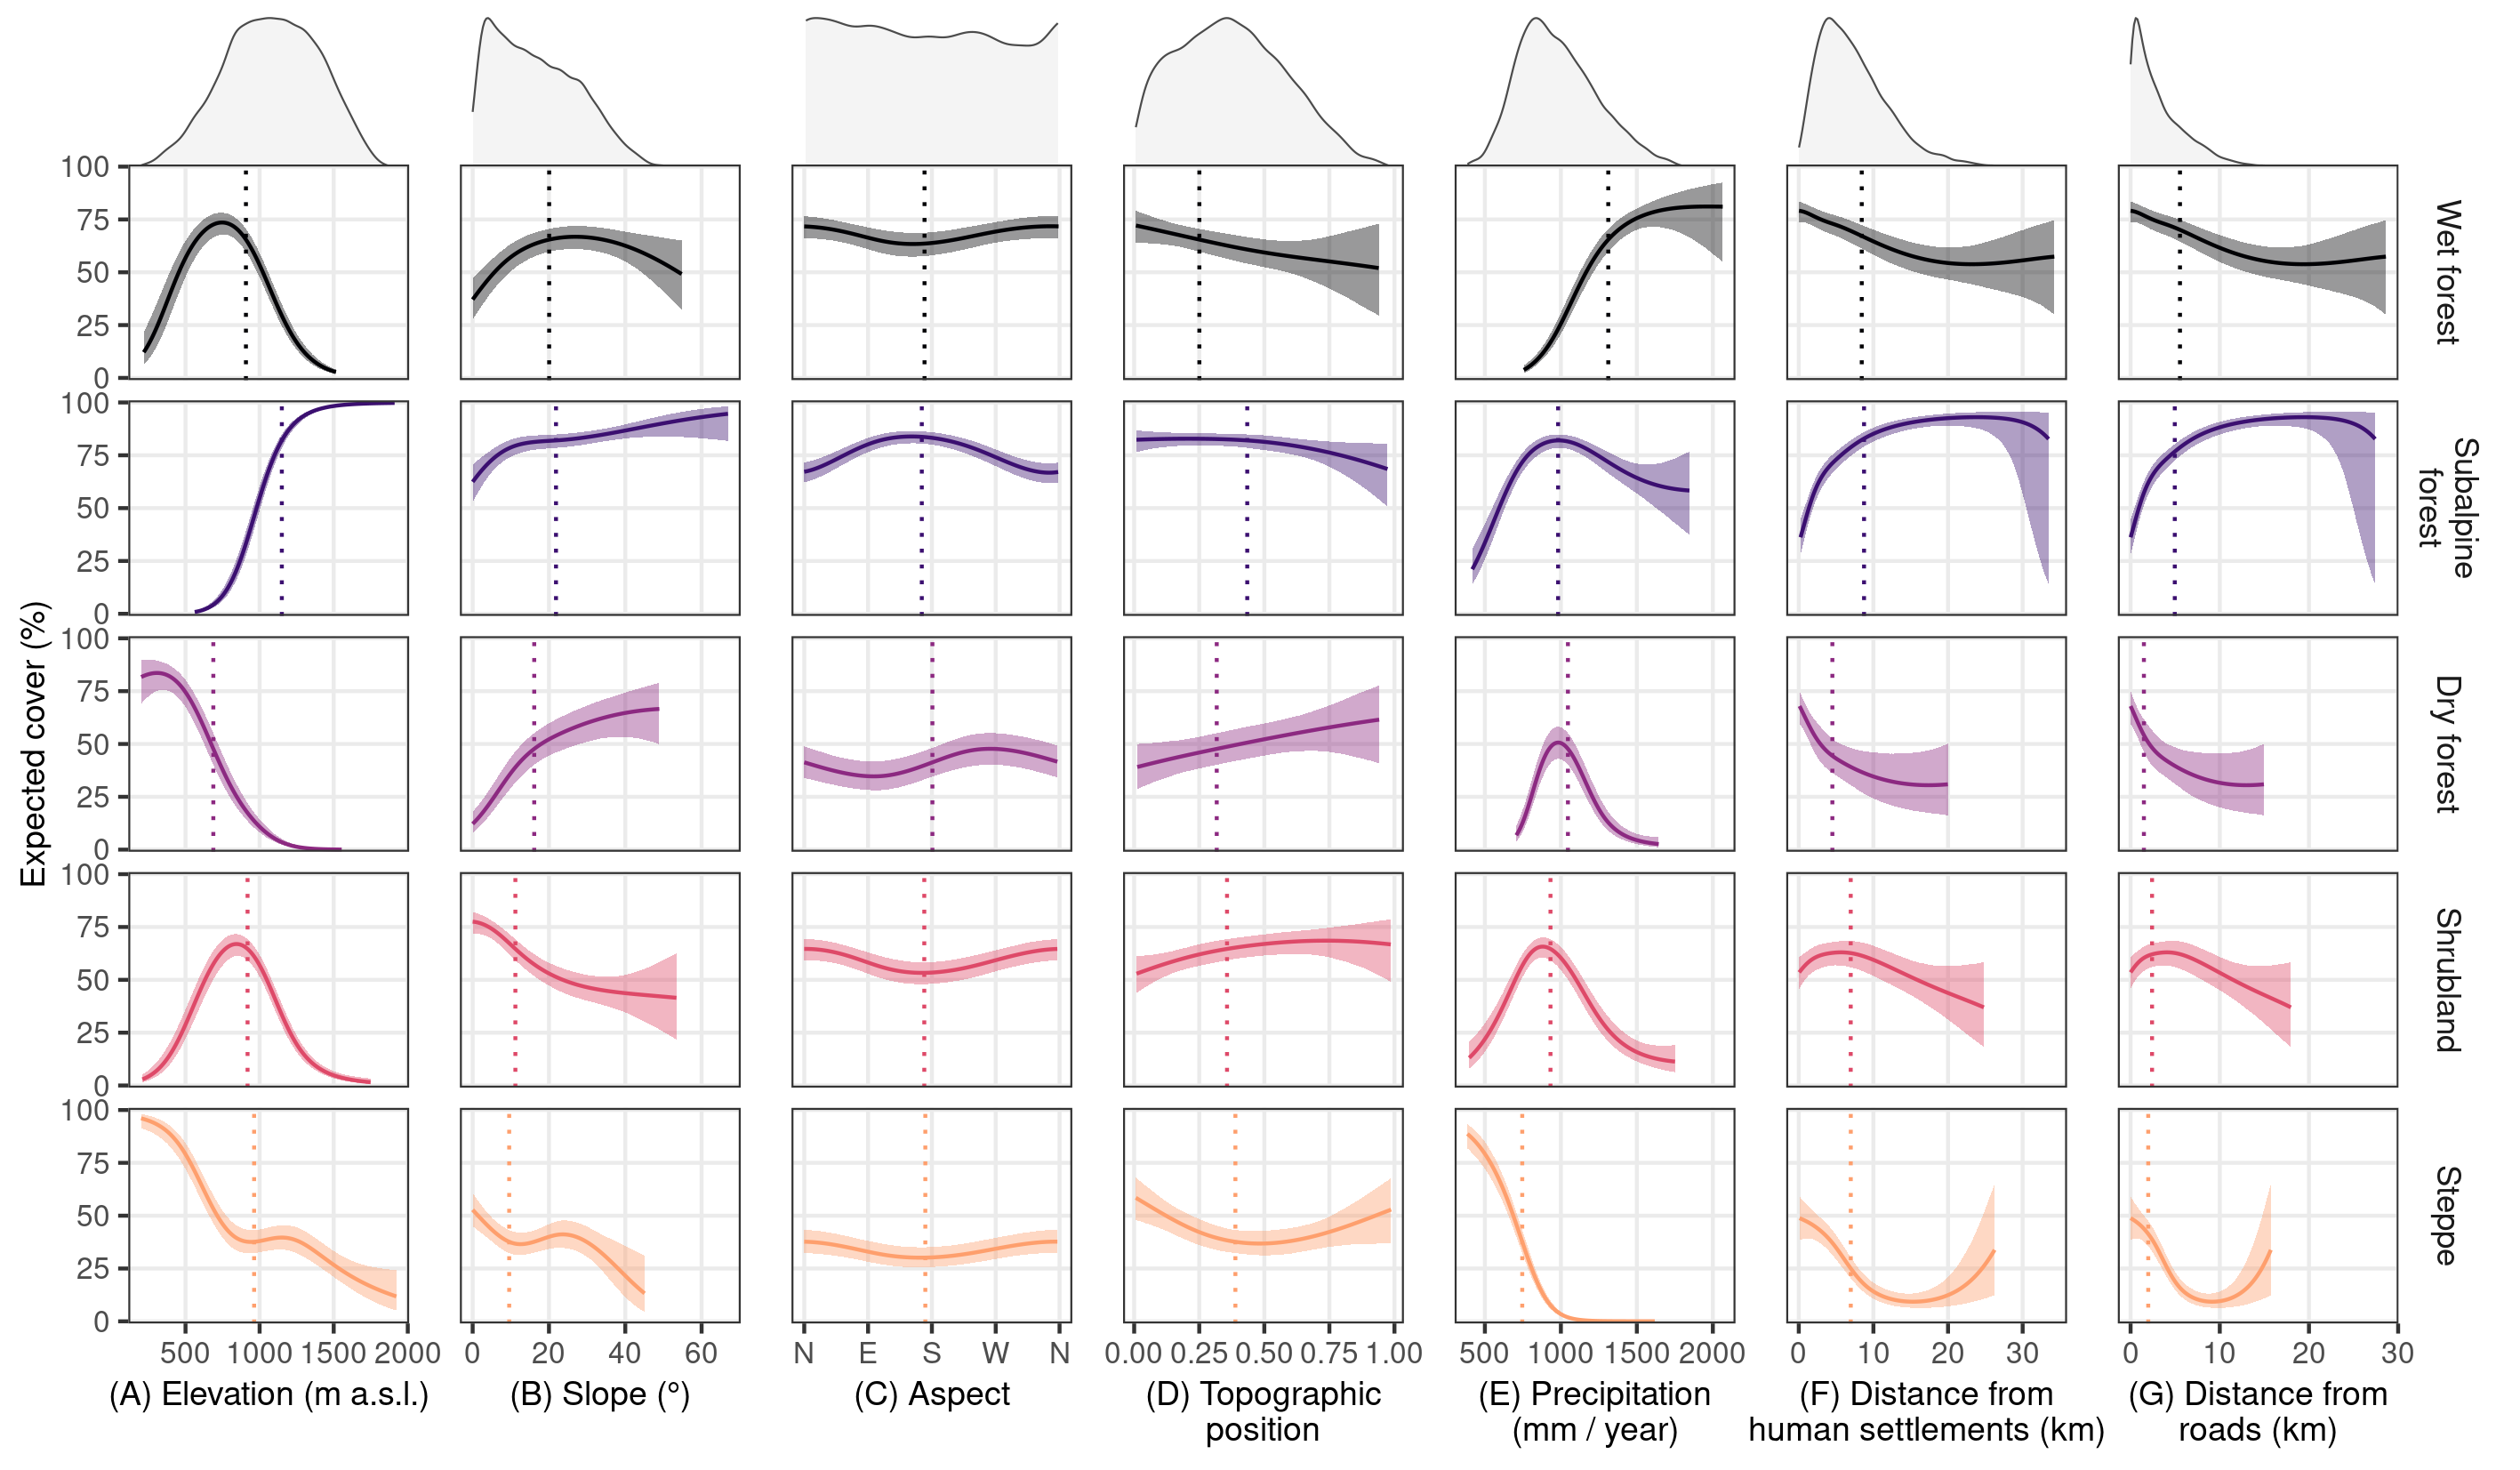 100
75
50
25
0
Wet forest
100
75
50
25
0
Subalpine
forest
100
75
50
25
0
Dry forest
100
75
50
25
0
Shrubland
100
75
50
25
0
Steppe
Expected cover (%)
500 1000 1500 2000
0 20 40 60
N E S W N
0.00 0.25 0.50 0.75 1.00
500 1000 1500 2000
0 10 20 30
0 10 20 30
(A) Elevation (m a.s.l.)
(B) Slope (°)
(C) Aspect
(D) Topographic
position
(E) Precipitation
(mm / year)
(F) Distance from
human settlements (km)
(G) Distance from
roads (km)